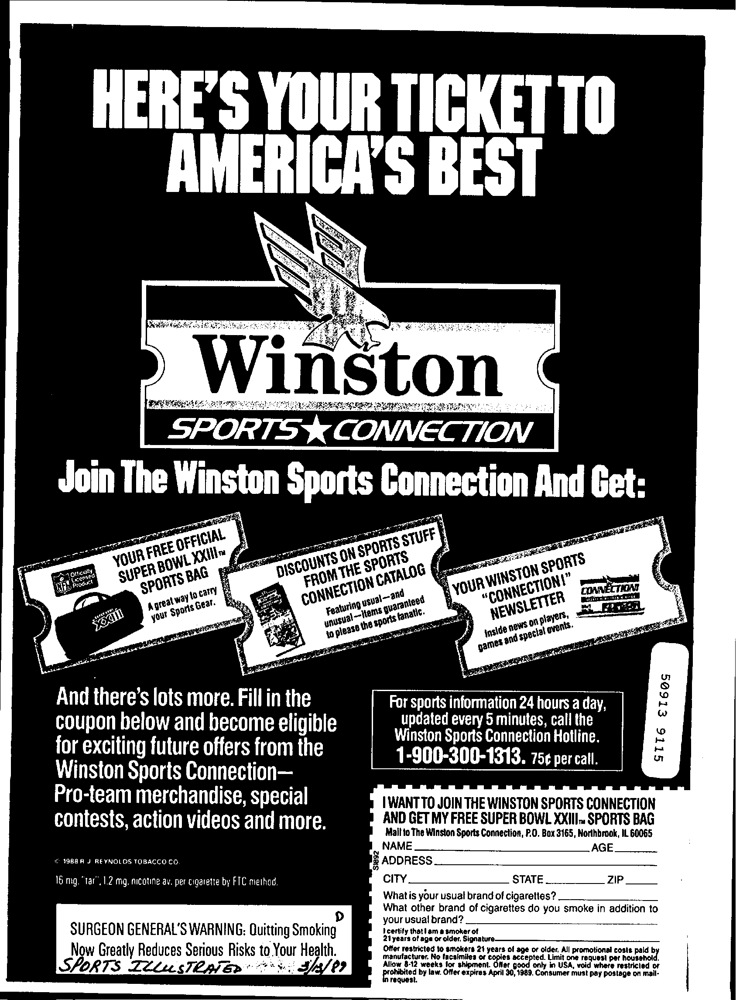 HERE'S YOUR TICKET TO
AMERICA'S BEST
Winston
SPORTS★CONNECTION
Join The Winston Sports Connection And Get:
Officially
Licensed
Product
YOUR FREE OFFICIAL
SUPER BOWL XXIII™
SPORTS BAG
A great way to carry
your Sports Gear.
XXIII
DISCOUNTS ON SPORTS STUFF
FROM THE SPORTS
CONNECTION CATALOG
Featuring usual—and
unusual—items guaranteed
to please the sports fanatic.
YOUR WINSTON SPORTS
"CONNECTION!"
NEWSLETTER
Inside news on players,
games and special events.
CONNECTION!
And there's lots more. Fill in the
coupon below and become eligible
for exciting future offers from the
Winston Sports Connection—
Pro-team merchandise, special
contests, action videos and more.
For sports information 24 hours a day,
updated every 5 minutes, call the
Winston Sports Connection Hotline.
1-900-300-1313. 75¢ per call.
50913 9115
© 1988 R J REYNOLDS TOBACCO CO.
16 mg. "tar", 1.2 mg. nicotine av. per cigarette by FTC method.
SURGEON GENERAL'S WARNING: Quitting Smoking
Now Greatly Reduces Serious Risks to Your Health.
D
SPORTS ILLUSTRATED 3/13/89
I WANT TO JOIN THE WINSTON SPORTS CONNECTION
AND GET MY FREE SUPER BOWL XXIII™ SPORTS BAG
Mail to The Winston Sports Connection, P.O. Box 3165, Northbrook, IL 60065
NAME AGE
ADDRESS
CITY STATE ZIP
What is your usual brand of cigarettes?
What other brand of cigarettes do you smoke in addition to
your usual brand?
I certify that I am a smoker of
21 years of age or older. Signature
Offer restricted to smokers 21 years of age or older. All promotional costs paid by
manufacturer. No facsimiles or copies accepted. Limit one request per household.
Allow 8-12 weeks for shipment. Offer good only in USA, void where restricted or
prohibited by law. Offer expires April 30, 1989. Consumer must pay postage on mail-
in request.